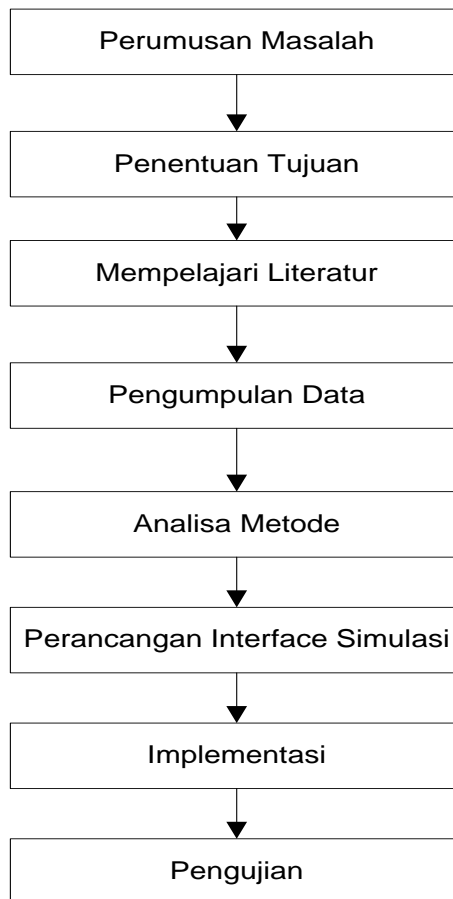 Perumusan Masalah
Penentuan Tujuan
Mempelajari Literatur
Pengumpulan Data
Analisa Metode
Perancangan Interface Simulasi
Implementasi
Pengujian